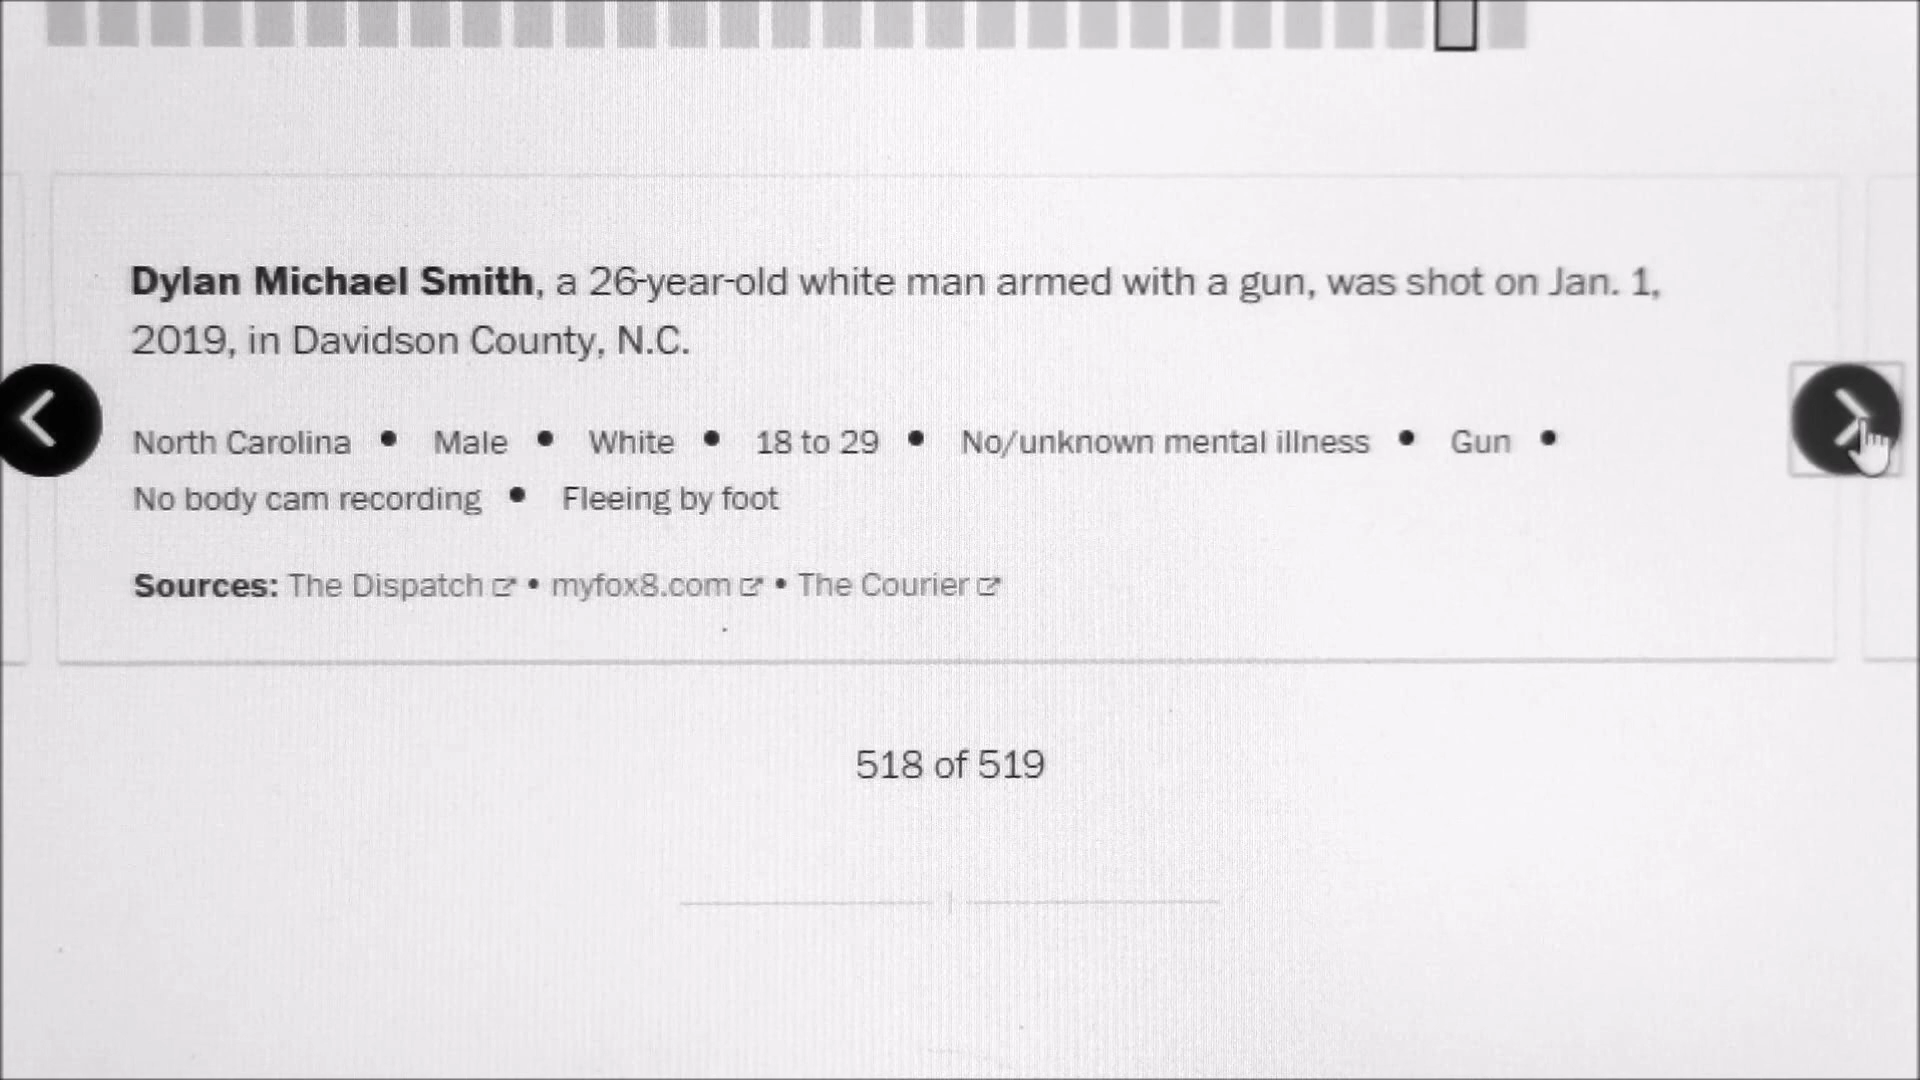 Dylan Michael Smith, a 26-year-old white man armed with a gun, was shot on Jan. 1,
2019, in Davidson County, N.C.
North Carolina • Male • White • 18 to 29 • No/unknown mental illness • Gun •
No body cam recording • Fleeing by foot
Sources: The Dispatch • myfox8.com • The Courier
518 of 519